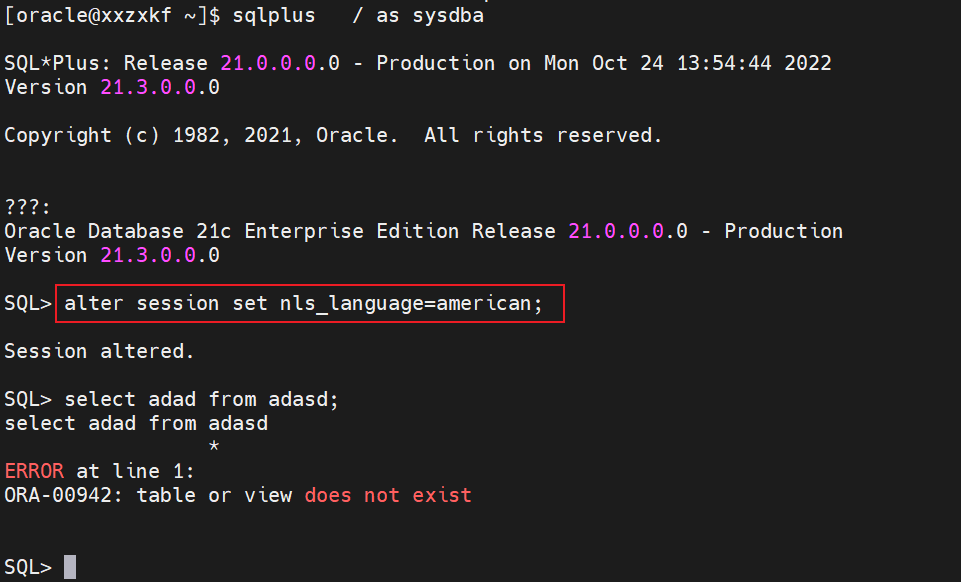 [oracle@xxzxkf ~]$ sqlplus   / as sysdba
SQL*Plus: Release 21.0.0.0.0 - Production on Mon Oct 24 13:54:44 2022
Version 21.3.0.0.0
Copyright (c) 1982, 2021, Oracle.  All rights reserved.
???:
Oracle Database 21c Enterprise Edition Release 21.0.0.0.0 - Production
Version 21.3.0.0.0
SQL> alter session set nls_language=american;
Session altered.
SQL> select adad from adasd;
select adad from adasd
                 *
ERROR at line 1:
ORA-00942: table or view does not exist
SQL>